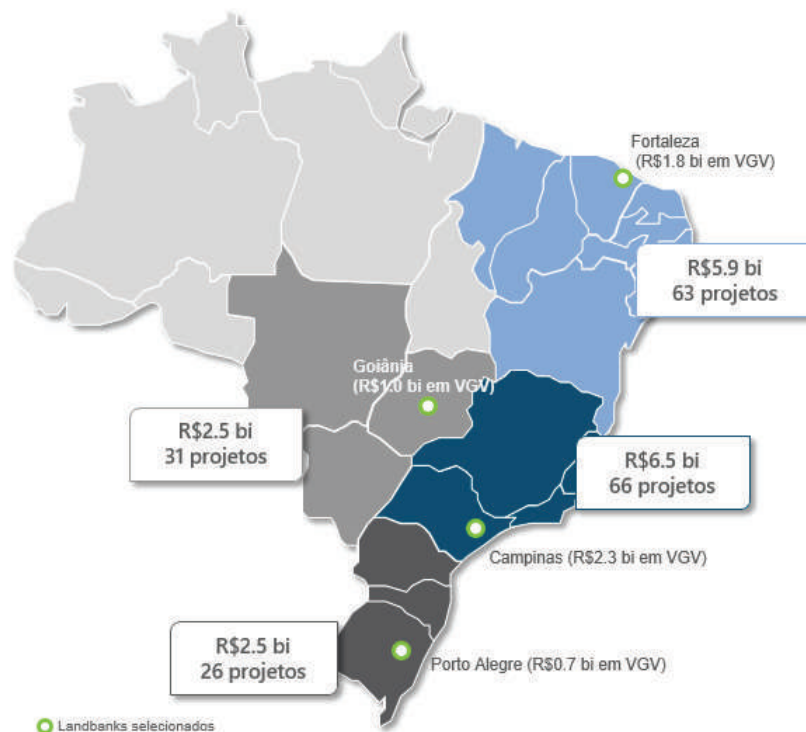 Fortaleza
(R$1.8 bi em VGV)
R$5.9 bi
63 projetos
Goiânia
(R$1.0 bi em VGV)
R$2.5 bi
31 projetos
R$6.5 bi
66 projetos
Campinas (R$2.3 bi em VGV)
R$2.5 bi
26 projetos
Porto Alegre (R$0.7 bi em VGV)
Landbanks selecionados